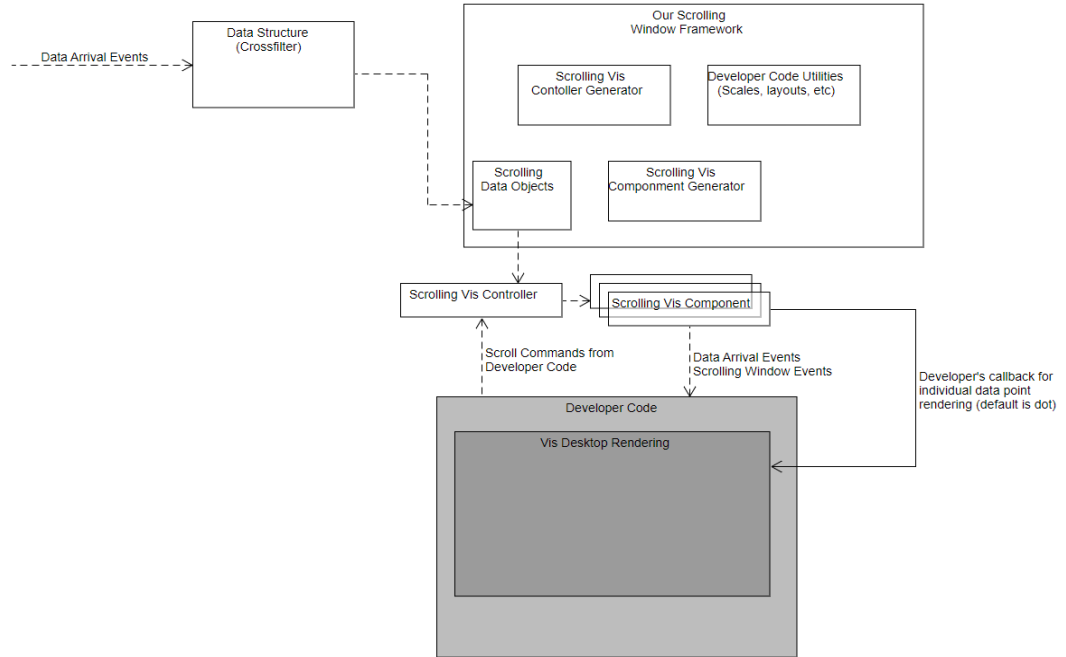 Our Scrolling
Window Framework
Data Structure
(Crossfilter)
Data Arrival Events
Scrolling Vis
Contoller Generator
Developer Code Utilities
(Scales, layouts, etc)
Scrolling
Data Objects
Scrolling Vis
Componment Generator
Scrolling Vis Controller
Scrolling Vis Component
Scroll Commands from
Developer Code
Data Arrival Events
Scrolling Window Events
Developer's callback for
individual data point
rendering (default is dot)
Developer Code
Vis Desktop Rendering